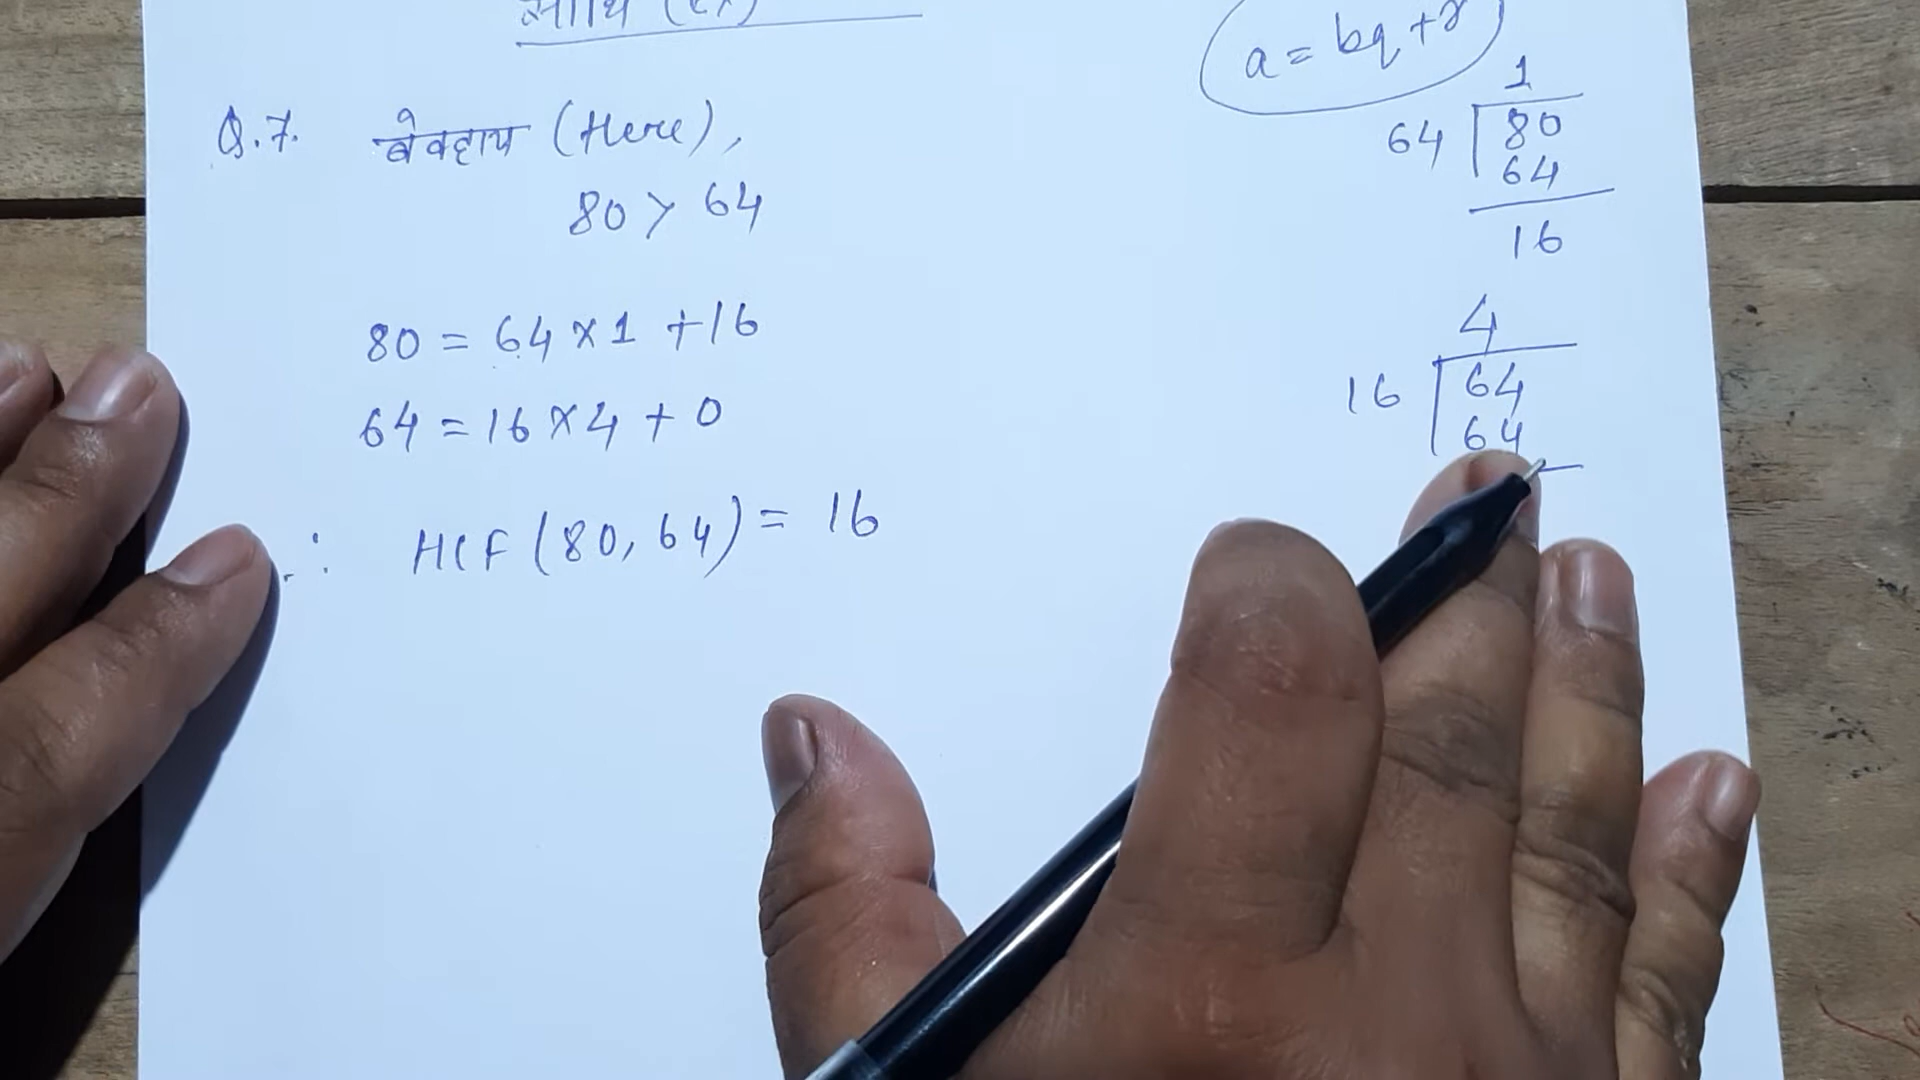 a = bq + r
Q.7. बेवहाय (Here),
80 > 64
80 = 64 × 1 + 16
64 = 16 × 4 + 0
∴ HCF (80, 64) = 16
1
64 80
64
16
4
16 64
64